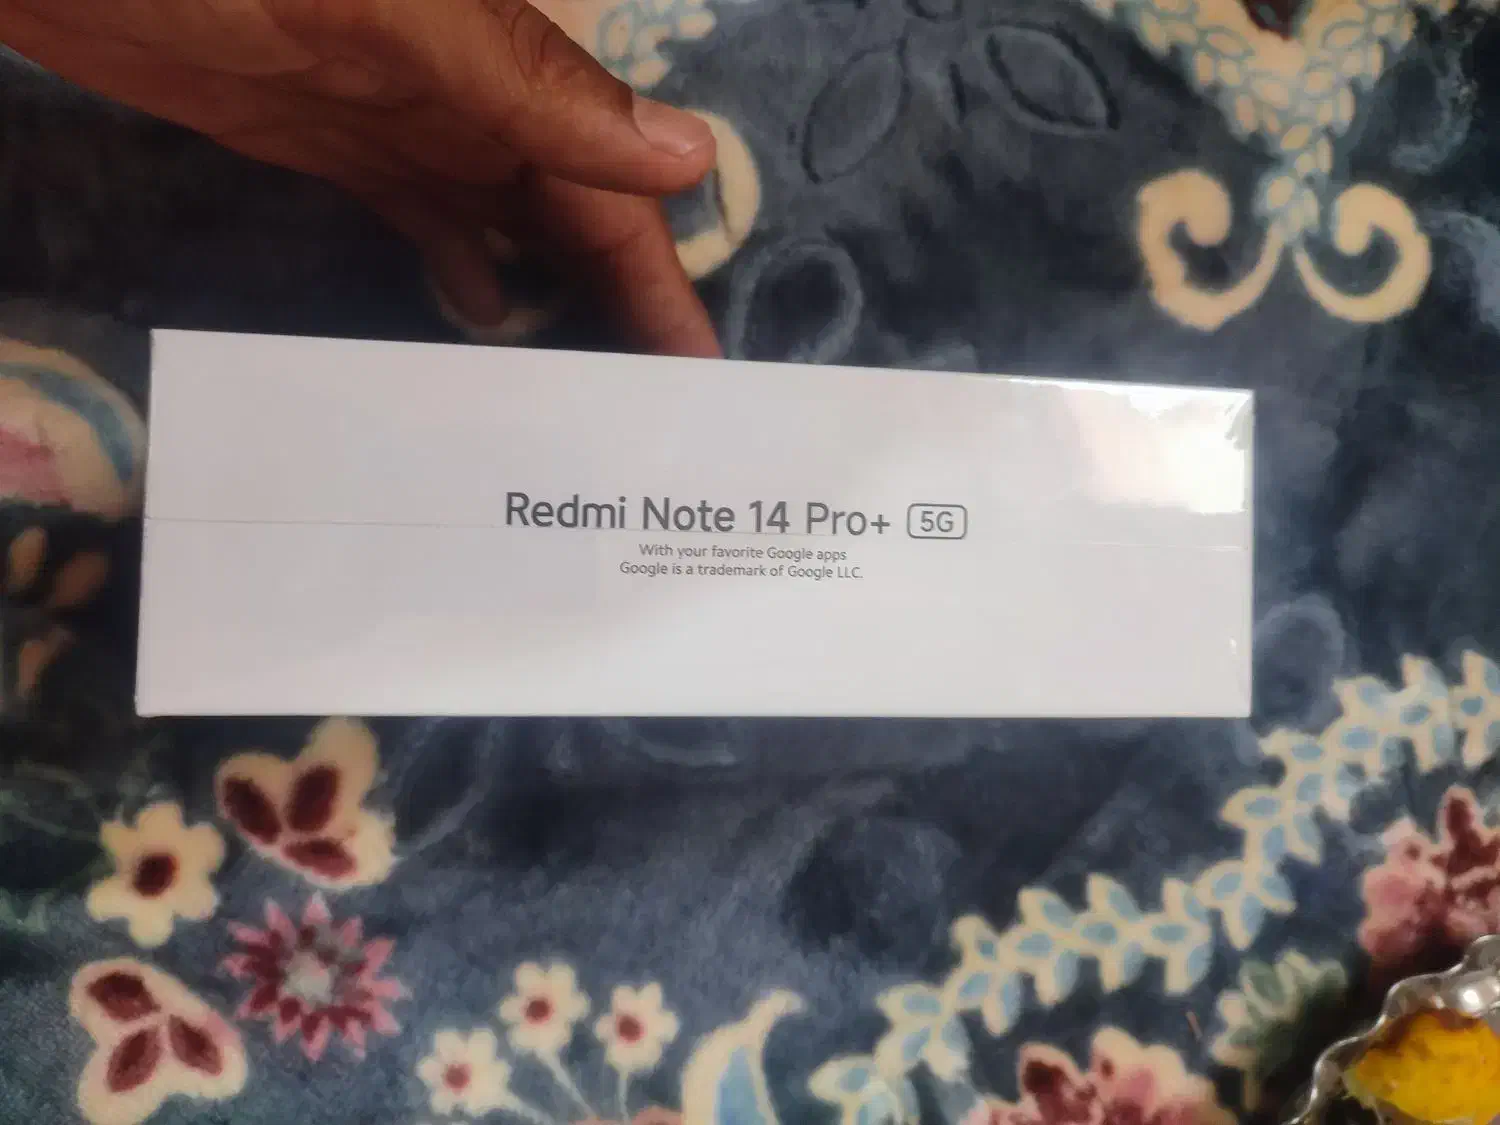 Redmi Note 14 Pro+ 5G
With your favorite Google apps
Google is a trademark of Google LLC.